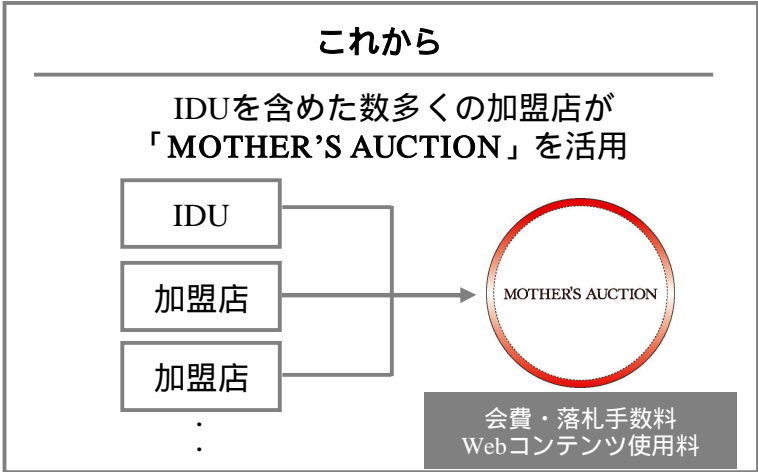 これから
IDUを含めた数多くの加盟店が
「MOTHER'S AUCTION」を活用
IDU
加盟店
加盟店
・
・
MOTHER'S AUCTION
会費・落札手数料
Webコンテンツ使用料